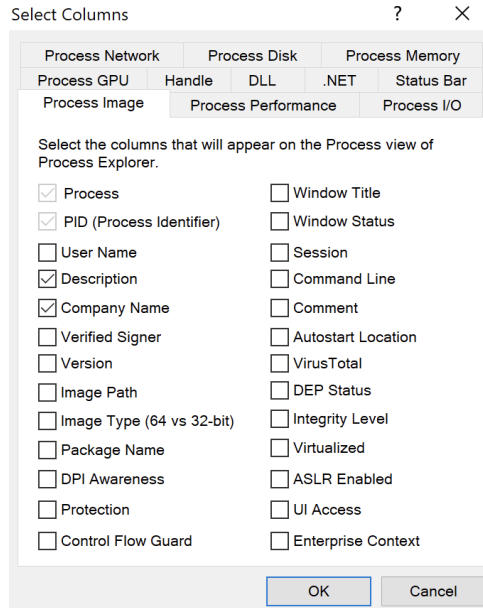 Select Columns ? ×
Process Network Process Disk Process Memory
Process GPU Handle DLL .NET Status Bar
Process Image Process Performance Process I/O
Select the columns that will appear on the Process view of
Process Explorer.
Process Window Title
PID (Process Identifier) Window Status
User Name Session
Description Command Line
Company Name Comment
Verified Signer Autostart Location
Version VirusTotal
Image Path DEP Status
Image Type (64 vs 32-bit) Integrity Level
Package Name Virtualized
DPI Awareness ASLR Enabled
Protection UI Access
Control Flow Guard Enterprise Context
OK Cancel